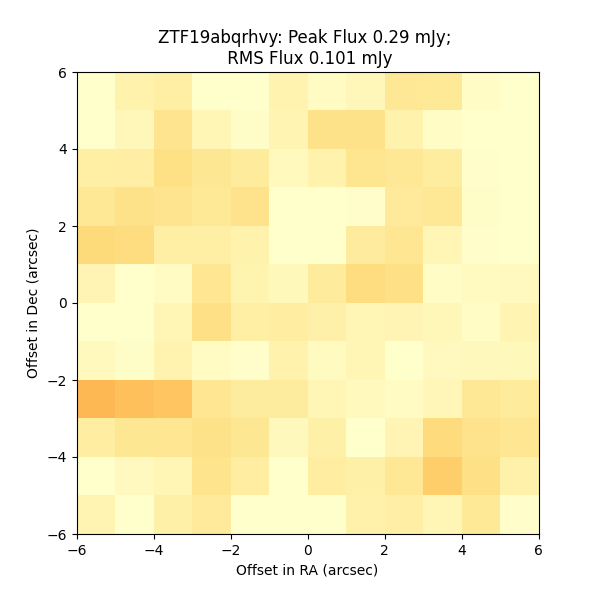 ZTF19abqrhvy: Peak Flux 0.29 mJy;
RMS Flux 0.101 mJy
6
4
2
0
−2
−4
−6
Offset in Dec (arcsec)
−6 −4 −2 0 2 4 6
Offset in RA (arcsec)